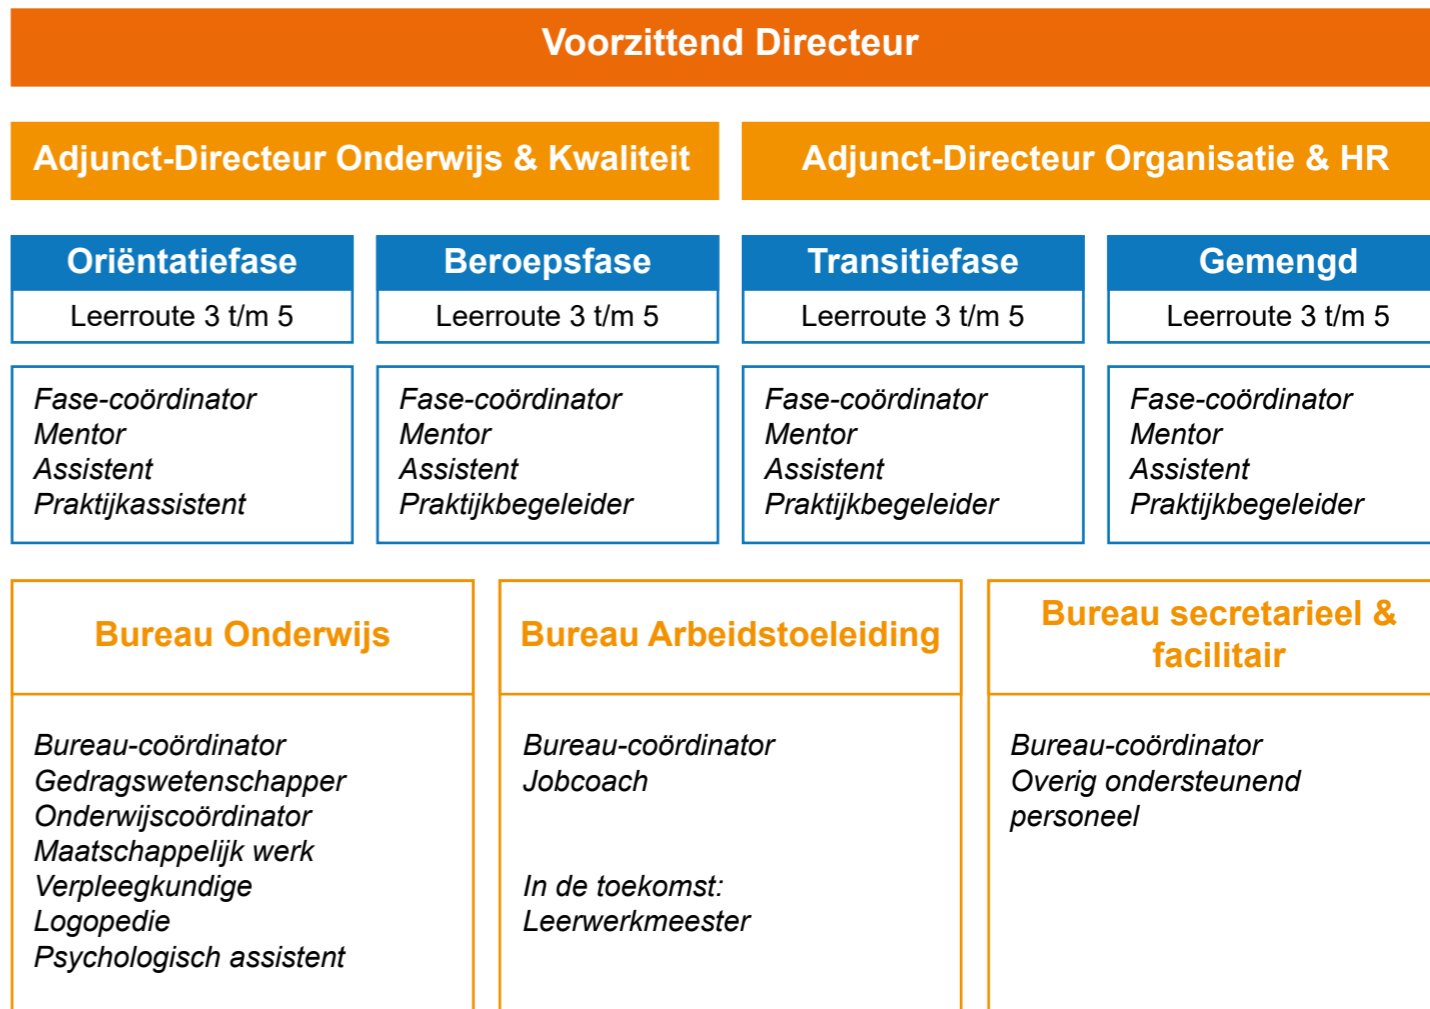 Voorzittend Directeur
Adjunct-Directeur Onderwijs & Kwaliteit
Adjunct-Directeur Organisatie & HR
Oriëntatiefase
Leerroute 3 t/m 5
Fase-coördinator
Mentor
Assistent
Praktijkassistent
Beroepsfase
Leerroute 3 t/m 5
Fase-coördinator
Mentor
Assistent
Praktijkbegeleider
Transitiefase
Leerroute 3 t/m 5
Fase-coördinator
Mentor
Assistent
Praktijkbegeleider
Gemengd
Leerroute 3 t/m 5
Fase-coördinator
Mentor
Assistent
Praktijkbegeleider
Bureau Onderwijs
Bureau-coördinator
Gedragswetenschapper
Onderwijscoördinator
Maatschappelijk werk
Verpleegkundige
Logopedie
Psychologisch assistent
Bureau Arbeidstoeleiding
Bureau-coördinator
Jobcoach
In de toekomst:
Leerwerkmeester
Bureau secretarieel &
facilitair
Bureau-coördinator
Overig ondersteunend
personeel